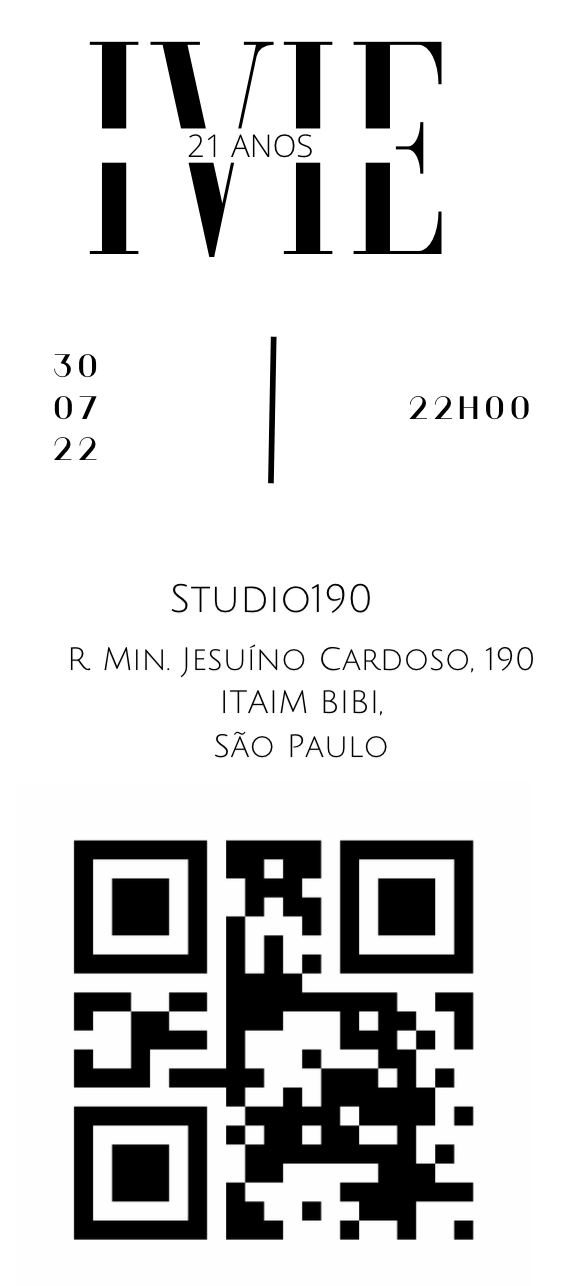 IVIE
21 ANOS
30
07
22
22H00
Studio190
R. Min. Jesuíno Cardoso, 190
ITAIM BIBI,
São Paulo